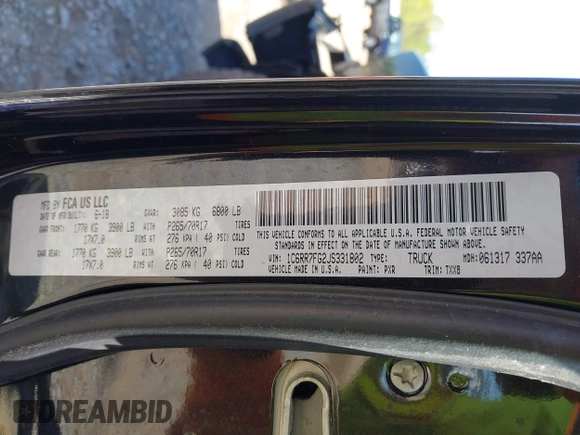 MFG BY FCA US LLC
DATE OF MFR/BUILT: 6-18 GVWR: 3085 KG 6800 LB
GAWR FRONT: 1770 KG 3900 LB WITH P265/70R17 TIRES
17X7.0 RIMS AT 276 KPA ( 40 PSI) COLD
GAWR REAR: 1770 KG 3900 LB WITH P265/70R17 TIRES
17X7.0 RIMS AT 276 KPA ( 40 PSI) COLD
THIS VEHICLE CONFORMS TO ALL APPLICABLE U.S.A. FEDERAL MOTOR VEHICLE SAFETY
STANDARDS IN EFFECT ON THE DATE OF MANUFACTURE SHOWN ABOVE.
VIN: 1C6RR7FG2JS331802 TYPE: TRUCK MDH: 061317 337AA
VEHICLE MADE IN U.S.A. PAINT: PXR TRIM: TXX8
DREAMBID